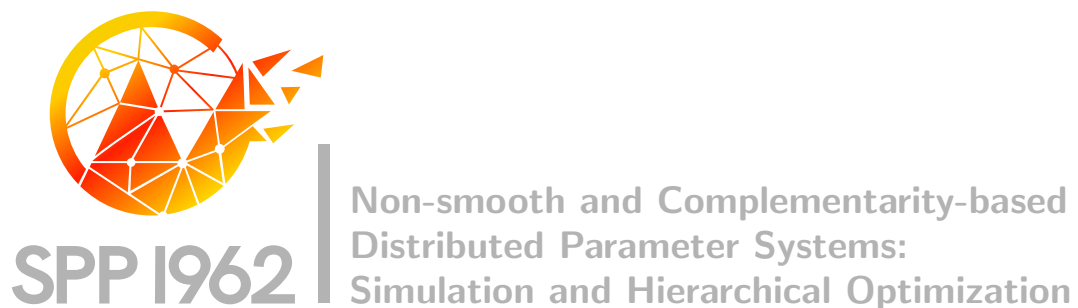 SPP 1962
Non-smooth and Complementarity-based
Distributed Parameter Systems:
Simulation and Hierarchical Optimization